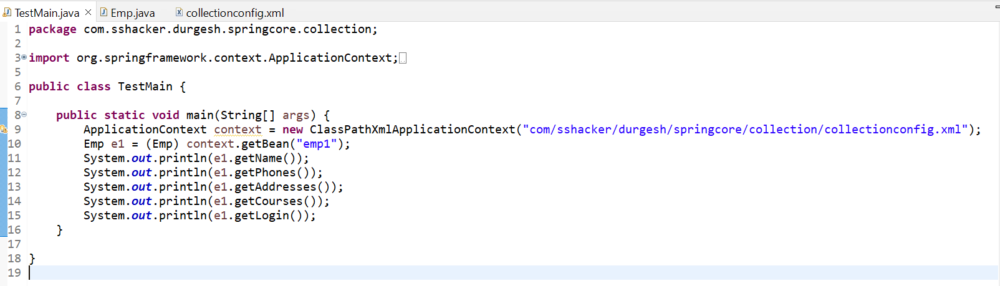 TestMain.java Emp.java collectionconfig.xml
1 package com.sshacker.durgesh.springcore.collection;
2
3 import org.springframework.context.ApplicationContext;
5
6 public class TestMain {
7
8 public static void main(String[] args) {
9 ApplicationContext context = new ClassPathXmlApplicationContext("com/sshacker/durgesh/springcore/collection/collectionconfig.xml");
10 Emp e1 = (Emp) context.getBean("emp1");
11 System.out.println(e1.getName());
12 System.out.println(e1.getPhones());
13 System.out.println(e1.getAddresses());
14 System.out.println(e1.getCourses());
15 System.out.println(e1.getLogin());
16 }
17
18 }
19